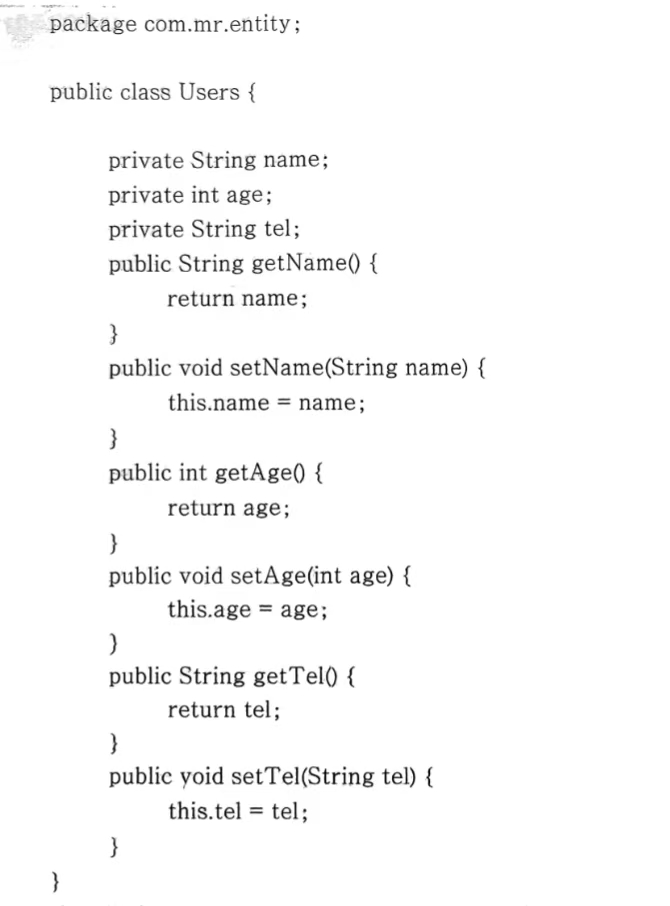 package com.mr.entity;
public class Users {
private String name;
private int age;
private String tel;
public String getName() {
return name;
}
public void setName(String name) {
this.name = name;
}
public int getAge() {
return age;
}
public void setAge(int age) {
this.age = age;
}
public String getTel() {
return tel;
}
public void setTel(String tel) {
this.tel = tel;
}
}